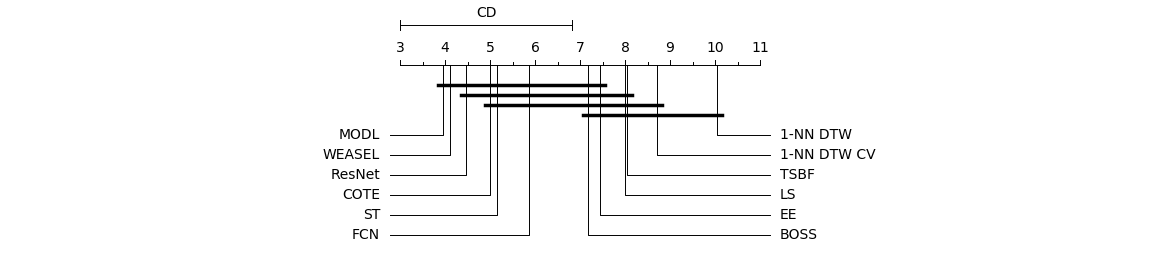 CD
3 4 5 6 7 8 9 10 11
MODL 1-NN DTW
WEASEL 1-NN DTW CV
ResNet TSBF
COTE LS
ST EE
FCN BOSS